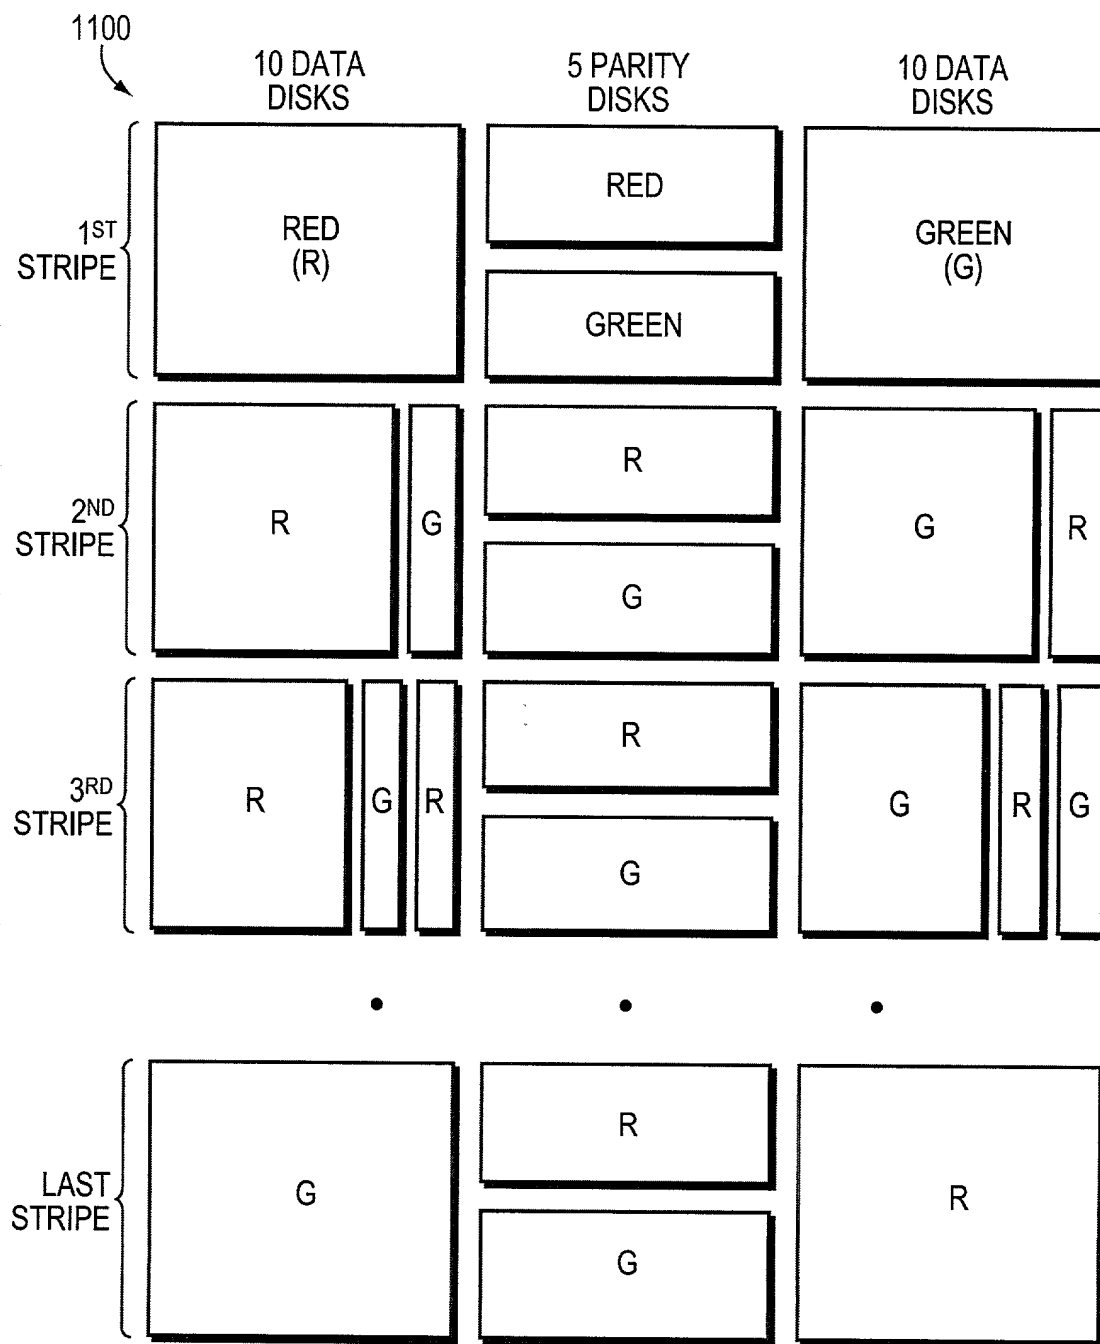 1100
10 DATA
DISKS
5 PARITY
DISKS
10 DATA
DISKS
1ST
STRIPE
RED
(R)
RED
GREEN
GREEN
(G)
2ND
STRIPE
R
G
R
G
G
R
3RD
STRIPE
R
G
R
R
G
G
R
G
LAST
STRIPE
G
R
G
R